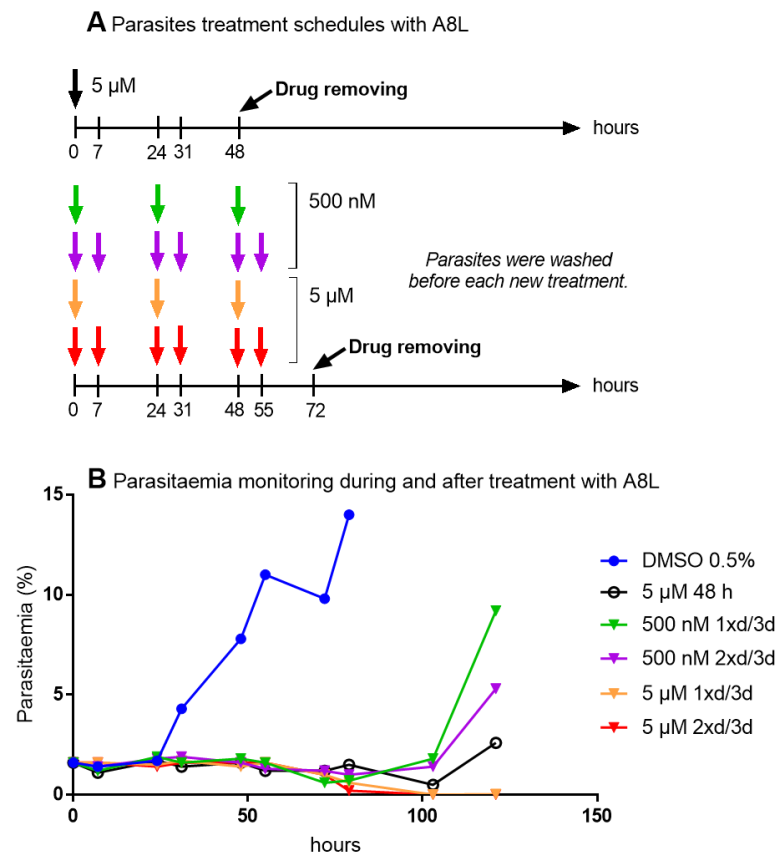 A Parasites treatment schedules with A8L
5 µM
Drug removing
hours
0 7 24 31 48
500 nM
Parasites were washed
before each new treatment.
5 µM
Drug removing
hours
0 7 24 31 48 55 72
B Parasitaemia monitoring during and after treatment with A8L
15
10
5
0
Parasitaemia (%)
0 50 100 150
hours
DMSO 0.5%
5 µM 48 h
500 nM 1xd/3d
500 nM 2xd/3d
5 µM 1xd/3d
5 µM 2xd/3d